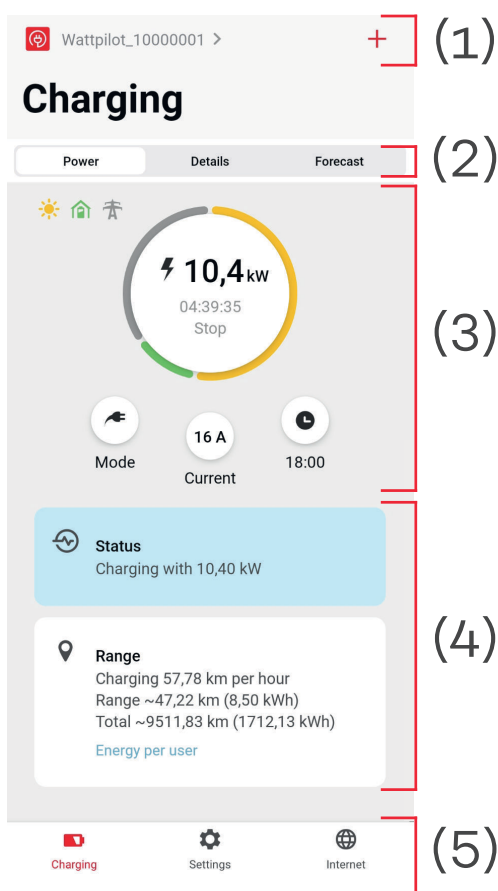 Wattpilot_10000001 >
+
(1)
Charging
Power Details Forecast
(2)
10,4 kW
04:39:35
Stop
(3)
Mode
16 A
Current
18:00
Status
Charging with 10,40 kW
Range
Charging 57,78 km per hour
Range ~47,22 km (8,50 kWh)
Total ~9511,83 km (1712,13 kWh)
Energy per user
(4)
Charging Settings Internet
(5)